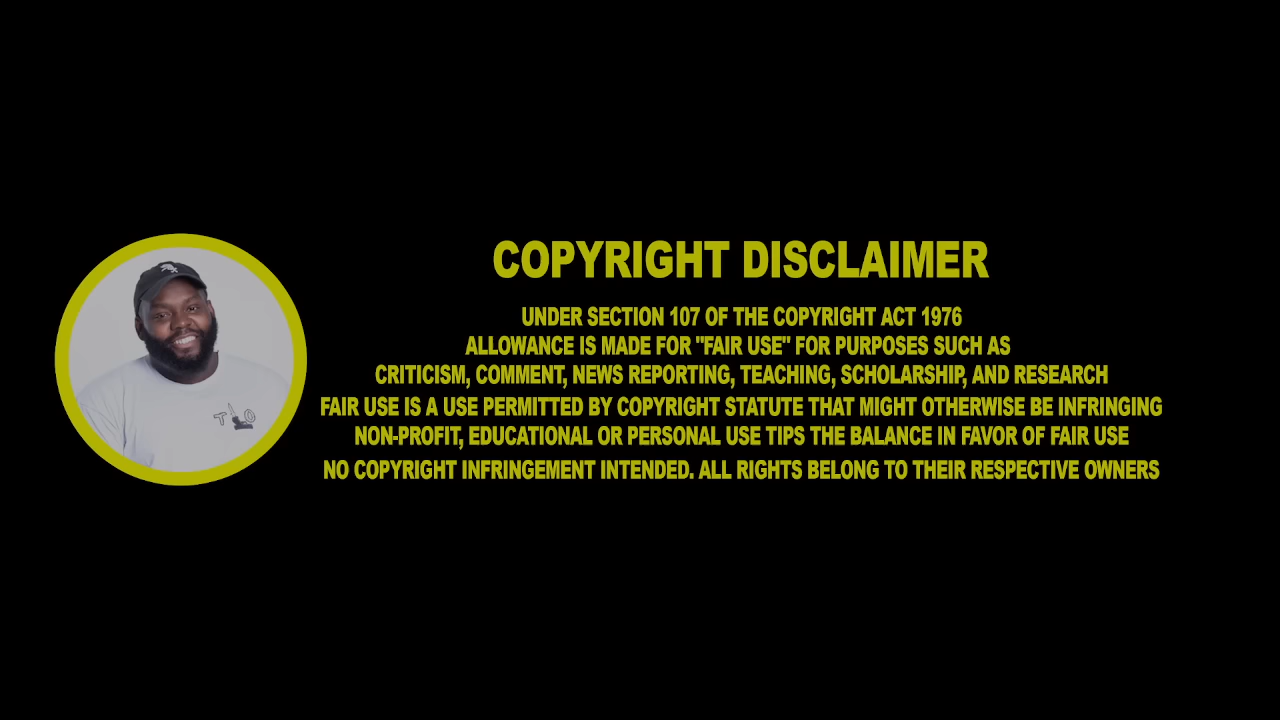 COPYRIGHT DISCLAIMER
UNDER SECTION 107 OF THE COPYRIGHT ACT 1976
ALLOWANCE IS MADE FOR "FAIR USE" FOR PURPOSES SUCH AS
CRITICISM, COMMENT, NEWS REPORTING, TEACHING, SCHOLARSHIP, AND RESEARCH
FAIR USE IS A USE PERMITTED BY COPYRIGHT STATUTE THAT MIGHT OTHERWISE BE INFRINGING
NON-PROFIT, EDUCATIONAL OR PERSONAL USE TIPS THE BALANCE IN FAVOR OF FAIR USE
NO COPYRIGHT INFRINGEMENT INTENDED. ALL RIGHTS BELONG TO THEIR RESPECTIVE OWNERS